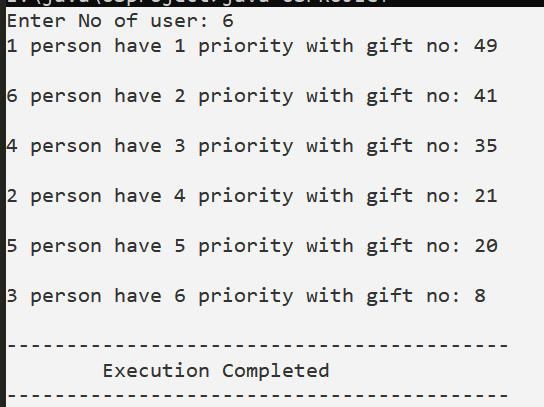 Enter No of user: 6
1 person have 1 priority with gift no: 49
6 person have 2 priority with gift no: 41
4 person have 3 priority with gift no: 35
2 person have 4 priority with gift no: 21
5 person have 5 priority with gift no: 20
3 person have 6 priority with gift no: 8
------------------------------------------
Execution Completed
------------------------------------------